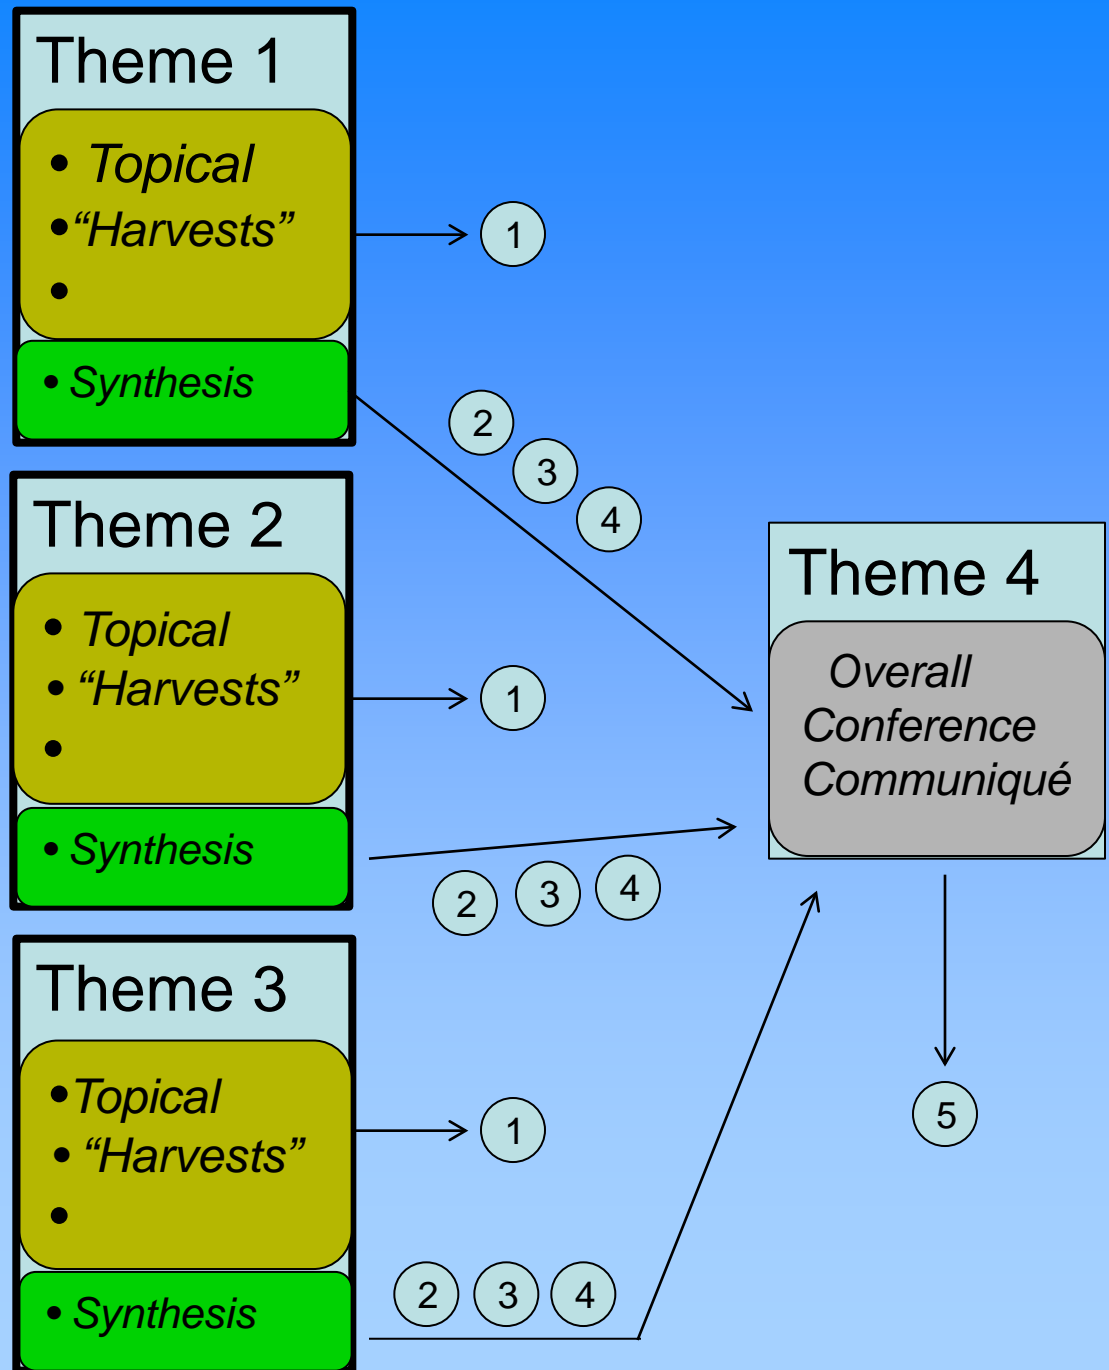 Theme 1
• Topical
•“Harvests”
•
• Synthesis
1
2
3
4
Theme 2
• Topical
• “Harvests”
•
• Synthesis
1
2 3 4
Theme 3
•Topical
• “Harvests”
•
• Synthesis
1
2 3 4
Theme 4
Overall
Conference
Communiqué
5